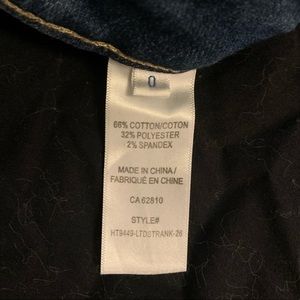 0
66% COTTON/COTON
32% POLYESTER
2% SPANDEX
MADE IN CHINA/
FABRIQUÉ EN CHINE
CA 62810
STYLE#
HT9449-LTDSTRANK-26